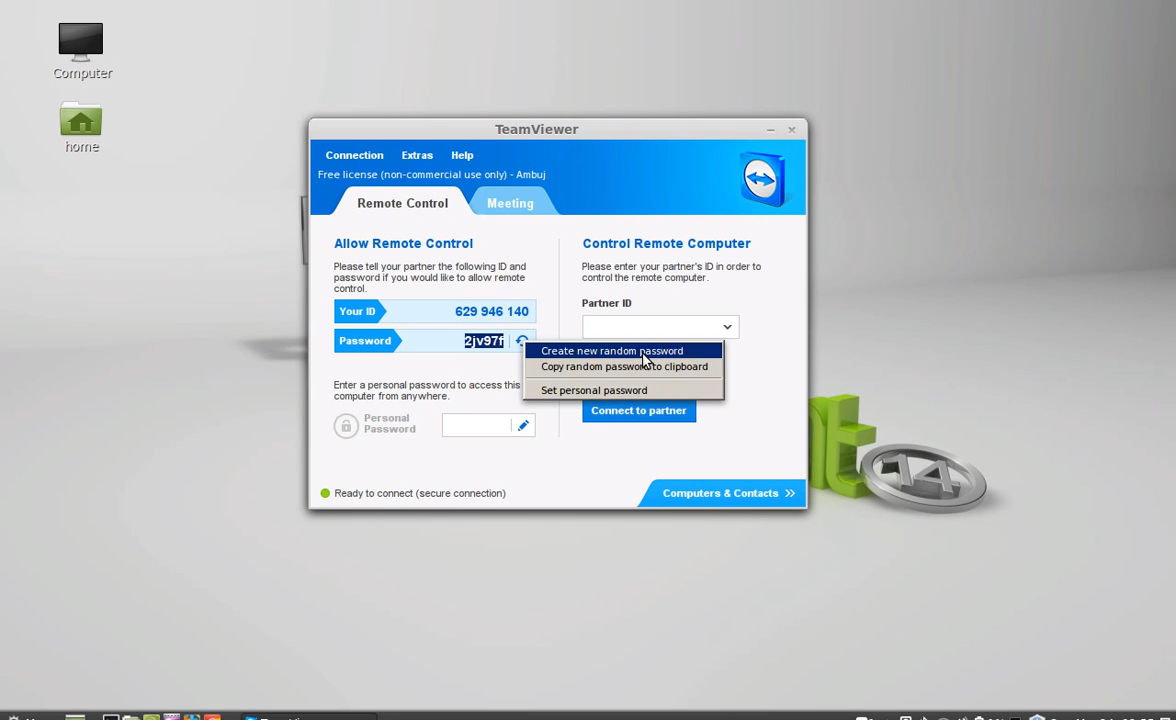 Computer
home
TeamViewer
Connection Extras Help
Free license (non-commercial use only) - Ambuj
Remote Control Meeting
Allow Remote Control
Please tell your partner the following ID and
password if you would like to allow remote
control.
Your ID 629 946 140
Password 2jv97f
Enter a personal password to access this
computer from anywhere.
Personal
Password
Control Remote Computer
Please enter your partner's ID in order to
control the remote computer.
Partner ID
Create new random password
Copy random password to clipboard
Set personal password
Connect to partner
Ready to connect (secure connection)
Computers & Contacts >>
t
14